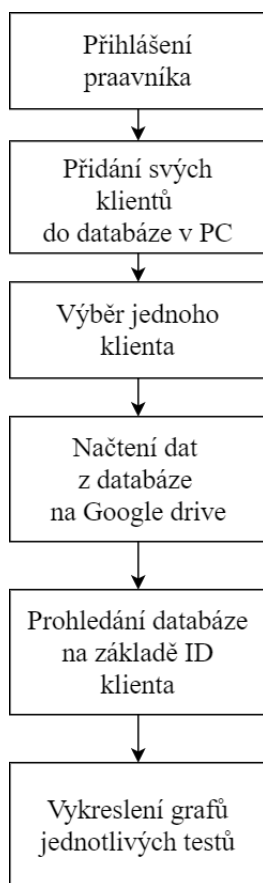 Přihlášení
praavníka
Přidání svých
klientů
do databáze v PC
Výběr jednoho
klienta
Načtení dat
z databáze
na Google drive
Prohledání databáze
na základě ID
klienta
Vykreslení grafů
jednotlivých testů